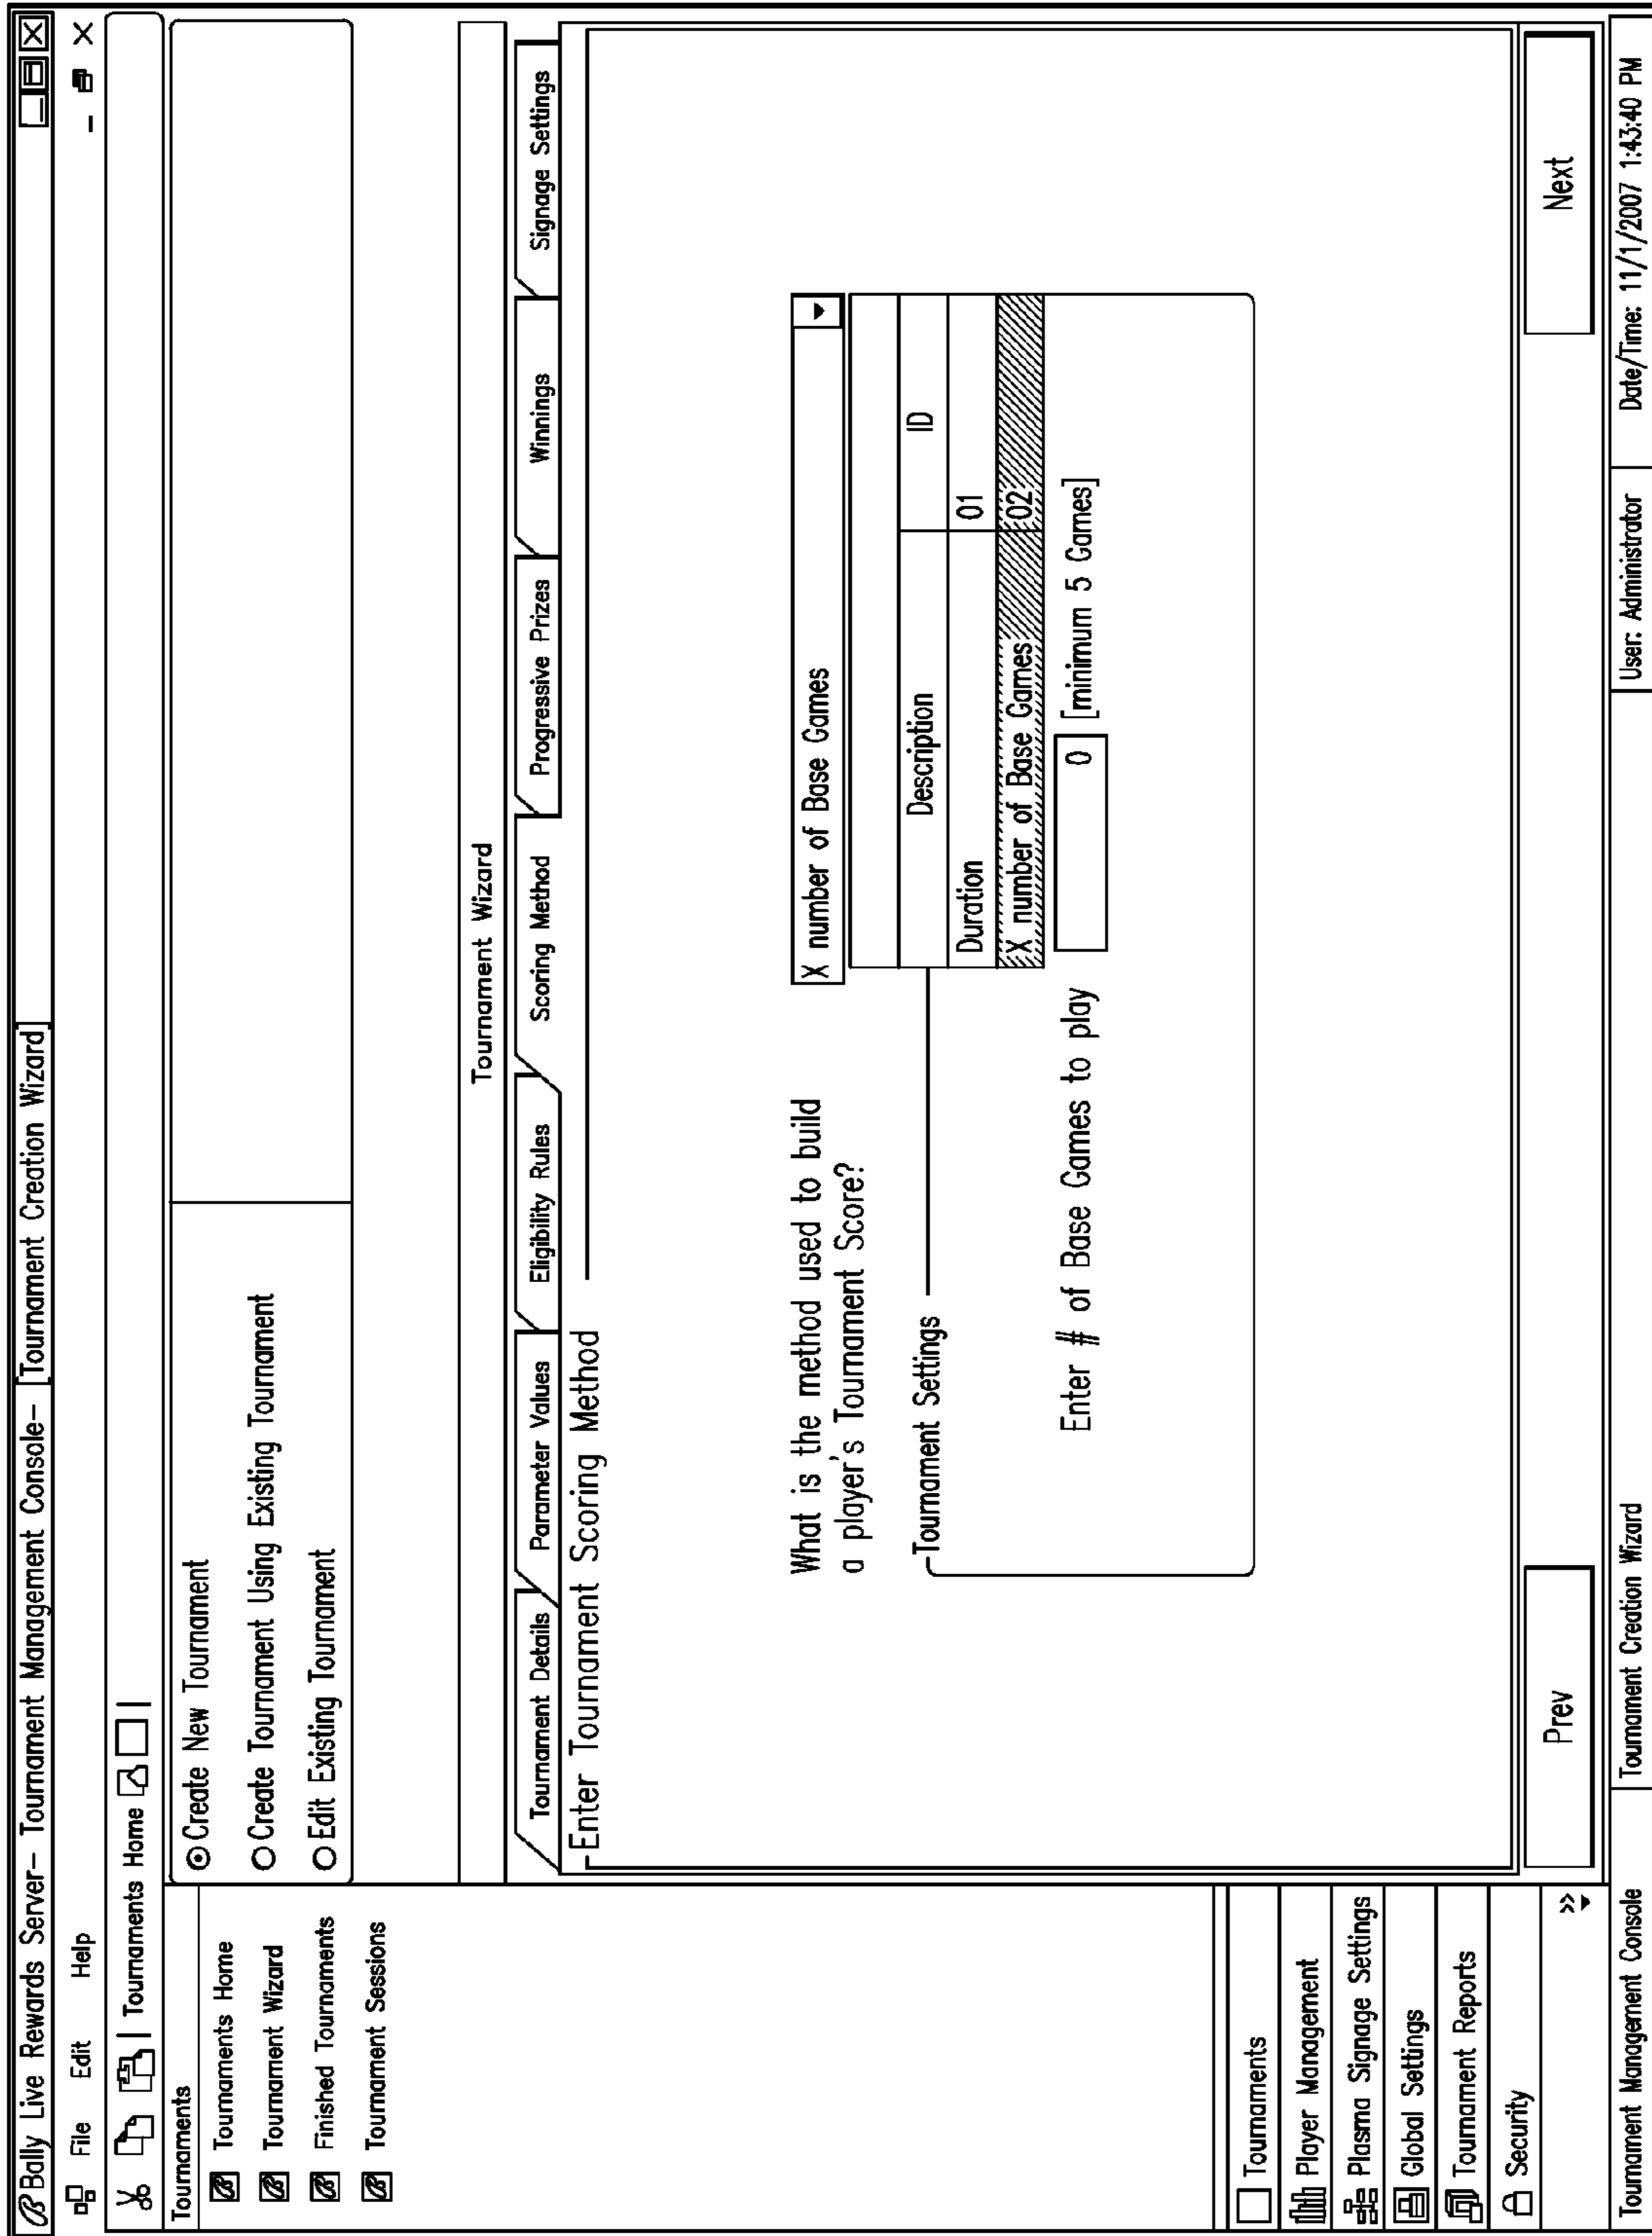 Bally Live Rewards Server– Tournament Management Console– [Tournament Creation Wizard]
File Edit Help
Tournaments Home
Tournaments
Tournaments Home
Tournament Wizard
Finished Tournaments
Tournament Sessions
Tournaments
Player Management
Plasma Signage Settings
Global Settings
Tournament Reports
Security
Create New Tournament
Create Tournament Using Existing Tournament
Edit Existing Tournament
Tournament Wizard
Tournament Details Parameter Values Eligibility Rules Scoring Method Progressive Prizes Winnings Signage Settings
Enter Tournament Scoring Method
What is the method used to build
a player's Tournament Score?
X number of Base Games
Description ID
Duration 01
X number of Base Games 02
Tournament Settings
Enter # of Base Games to play 0 [minimum 5 Games]
Prev Next
Tournament Management Console Tournament Creation Wizard User: Administrator Date/Time: 11/1/2007 1:43:40 PM